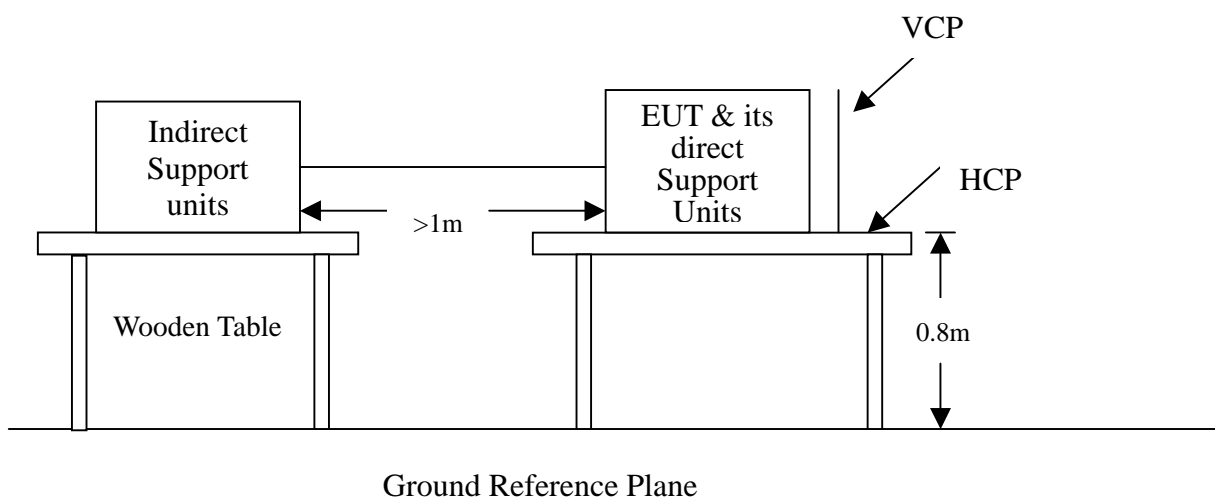 VCP
Indirect
Support
units
EUT & its
direct
Support
Units
HCP
>1m
Wooden Table
0.8m
Ground Reference Plane